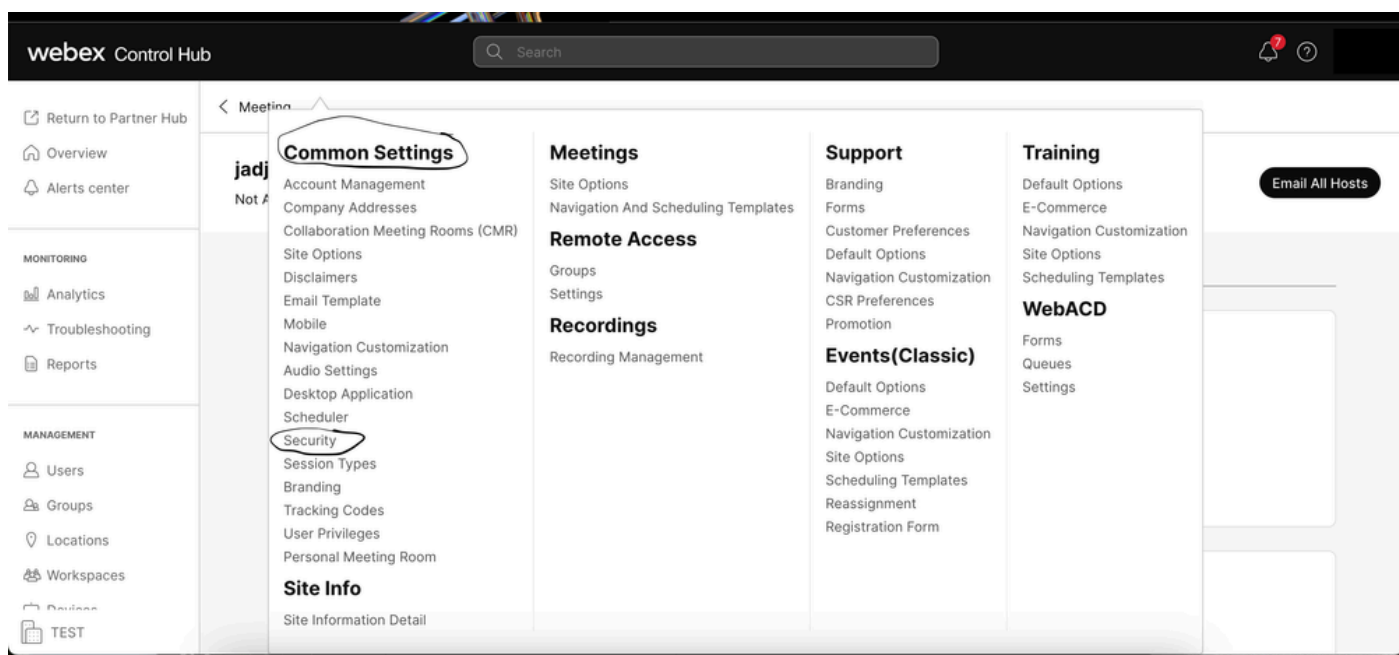 webex Control Hub
Search
7
Return to Partner Hub
Overview
Alerts center
MONITORING
Analytics
Troubleshooting
Reports
MANAGEMENT
Users
Groups
Locations
Workspaces
Devices
TEST
Meeting
jadj
Not A
Email All Hosts
Common Settings
Account Management
Company Addresses
Collaboration Meeting Rooms (CMR)
Site Options
Disclaimers
Email Template
Mobile
Navigation Customization
Audio Settings
Desktop Application
Scheduler
Security
Session Types
Branding
Tracking Codes
User Privileges
Personal Meeting Room
Site Info
Site Information Detail
Meetings
Site Options
Navigation And Scheduling Templates
Remote Access
Groups
Settings
Recordings
Recording Management
Support
Branding
Forms
Customer Preferences
Default Options
Navigation Customization
CSR Preferences
Promotion
Events(Classic)
Default Options
E-Commerce
Navigation Customization
Site Options
Scheduling Templates
Reassignment
Registration Form
Training
Default Options
E-Commerce
Navigation Customization
Site Options
Scheduling Templates
WebACD
Forms
Queues
Settings